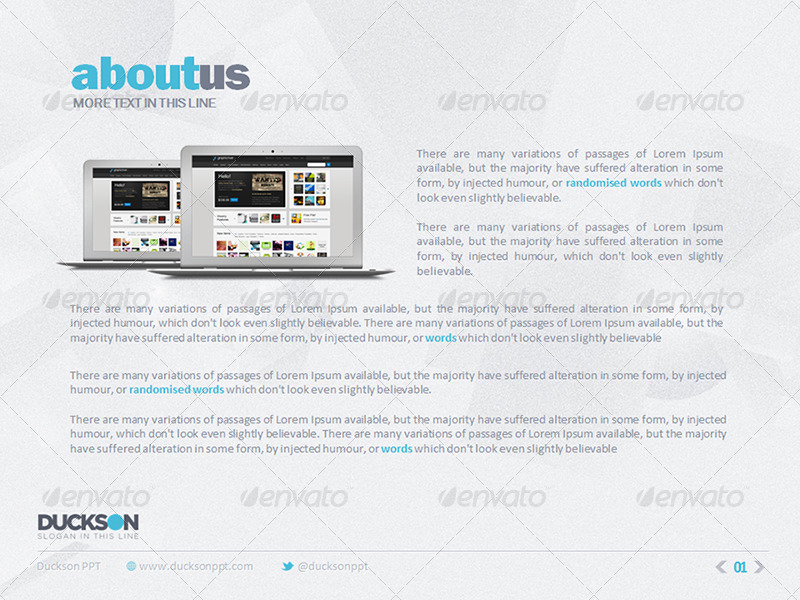 aboutus
MORE TEXT IN THIS LINE
There are many variations of passages of Lorem Ipsum
available, but the majority have suffered alteration in some
form, by injected humour, or randomised words which don't
look even slightly believable.
There are many variations of passages of Lorem Ipsum
available, but the majority have suffered alteration in some
form, by injected humour, which don't look even slightly
believable.
There are many variations of passages of Lorem Ipsum available, but the majority have suffered alteration in some form, by
injected humour, which don't look even slightly believable. There are many variations of passages of Lorem Ipsum available, but the
majority have suffered alteration in some form, by injected humour, or words which don't look even slightly believable
There are many variations of passages of Lorem Ipsum available, but the majority have suffered alteration in some form, by injected
humour, or randomised words which don't look even slightly believable.
There are many variations of passages of Lorem Ipsum available, but the majority have suffered alteration in some form, by injected
humour, which don't look even slightly believable. There are many variations of passages of Lorem Ipsum available, but the majority
have suffered alteration in some form, by injected humour, or words which don't look even slightly believable
DUCKSON
SLOGAN IN THIS LINE
Duckson PPT www.ducksonppt.com @ducksonppt 01
envato envato envato envato
envato envato envato envato
envato envato envato envato
Hello!
WANTED
Hello!
WANTED